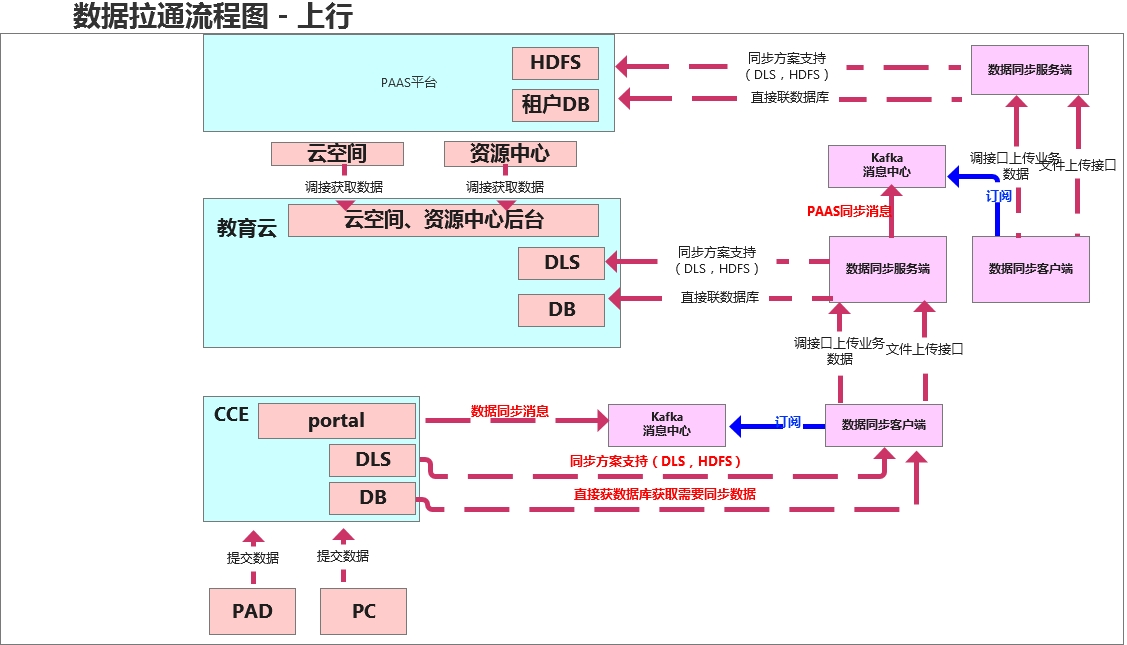 数据拉通流程图 - 上行
HDFS
PAAS平台
租户DB
同步方案支持
（DLS，HDFS）
直接联数据库
数据同步服务端
云空间
资源中心
调接获取数据
调接获取数据
Kafka
消息中心
调接口上传业务
数据
文件上传接口
订阅
PAAS同步消息
教育云
云空间、资源中心后台
DLS
DB
同步方案支持
（DLS，HDFS）
直接联数据库
数据同步服务端
数据同步客户端
调接口上传业务
数据
文件上传接口
CCE
portal
DLS
DB
数据同步消息
Kafka
消息中心
订阅
数据同步客户端
同步方案支持（DLS，HDFS）
直接获数据库获取需要同步数据
提交数据
提交数据
PAD
PC